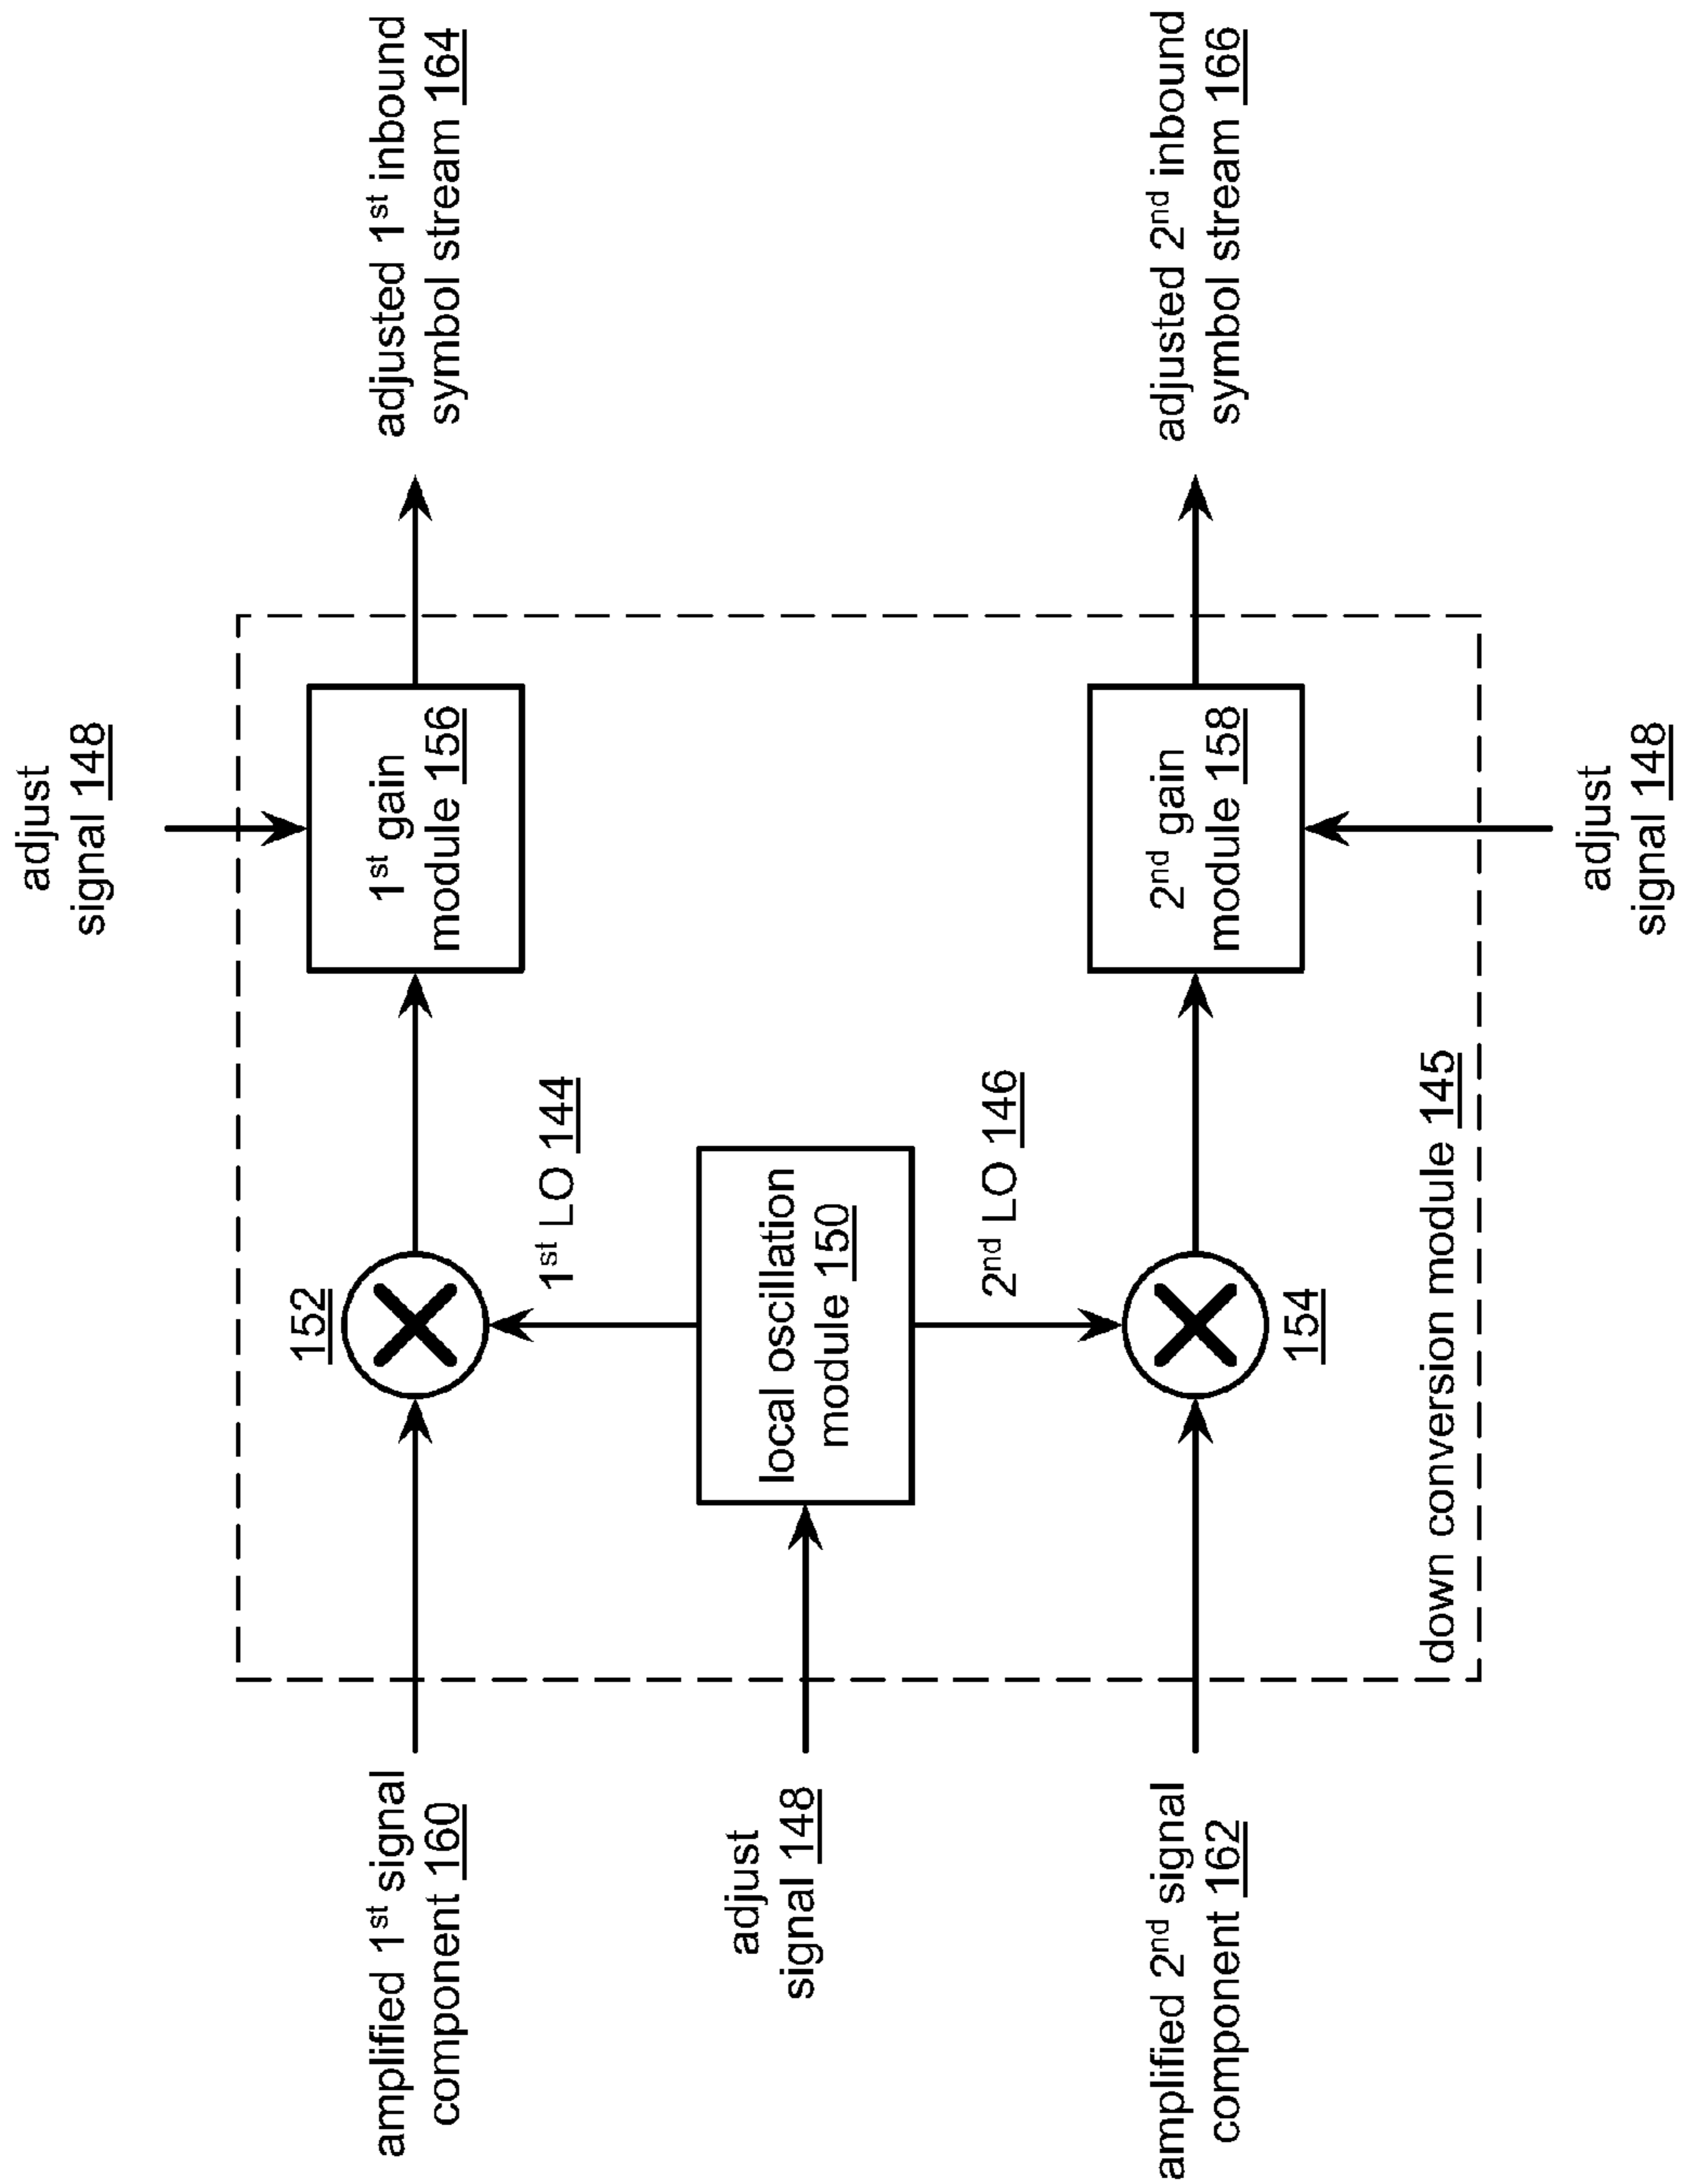 adjust
signal 148
amplified 1st signal
component 160
152
1st gain
module 156
adjusted 1st inbound
symbol stream 164
1st LO 144
adjust
signal 148
local oscillation
module 150
2nd LO 146
amplified 2nd signal
component 162
154
2nd gain
module 158
adjusted 2nd inbound
symbol stream 166
down conversion module 145
adjust
signal 148